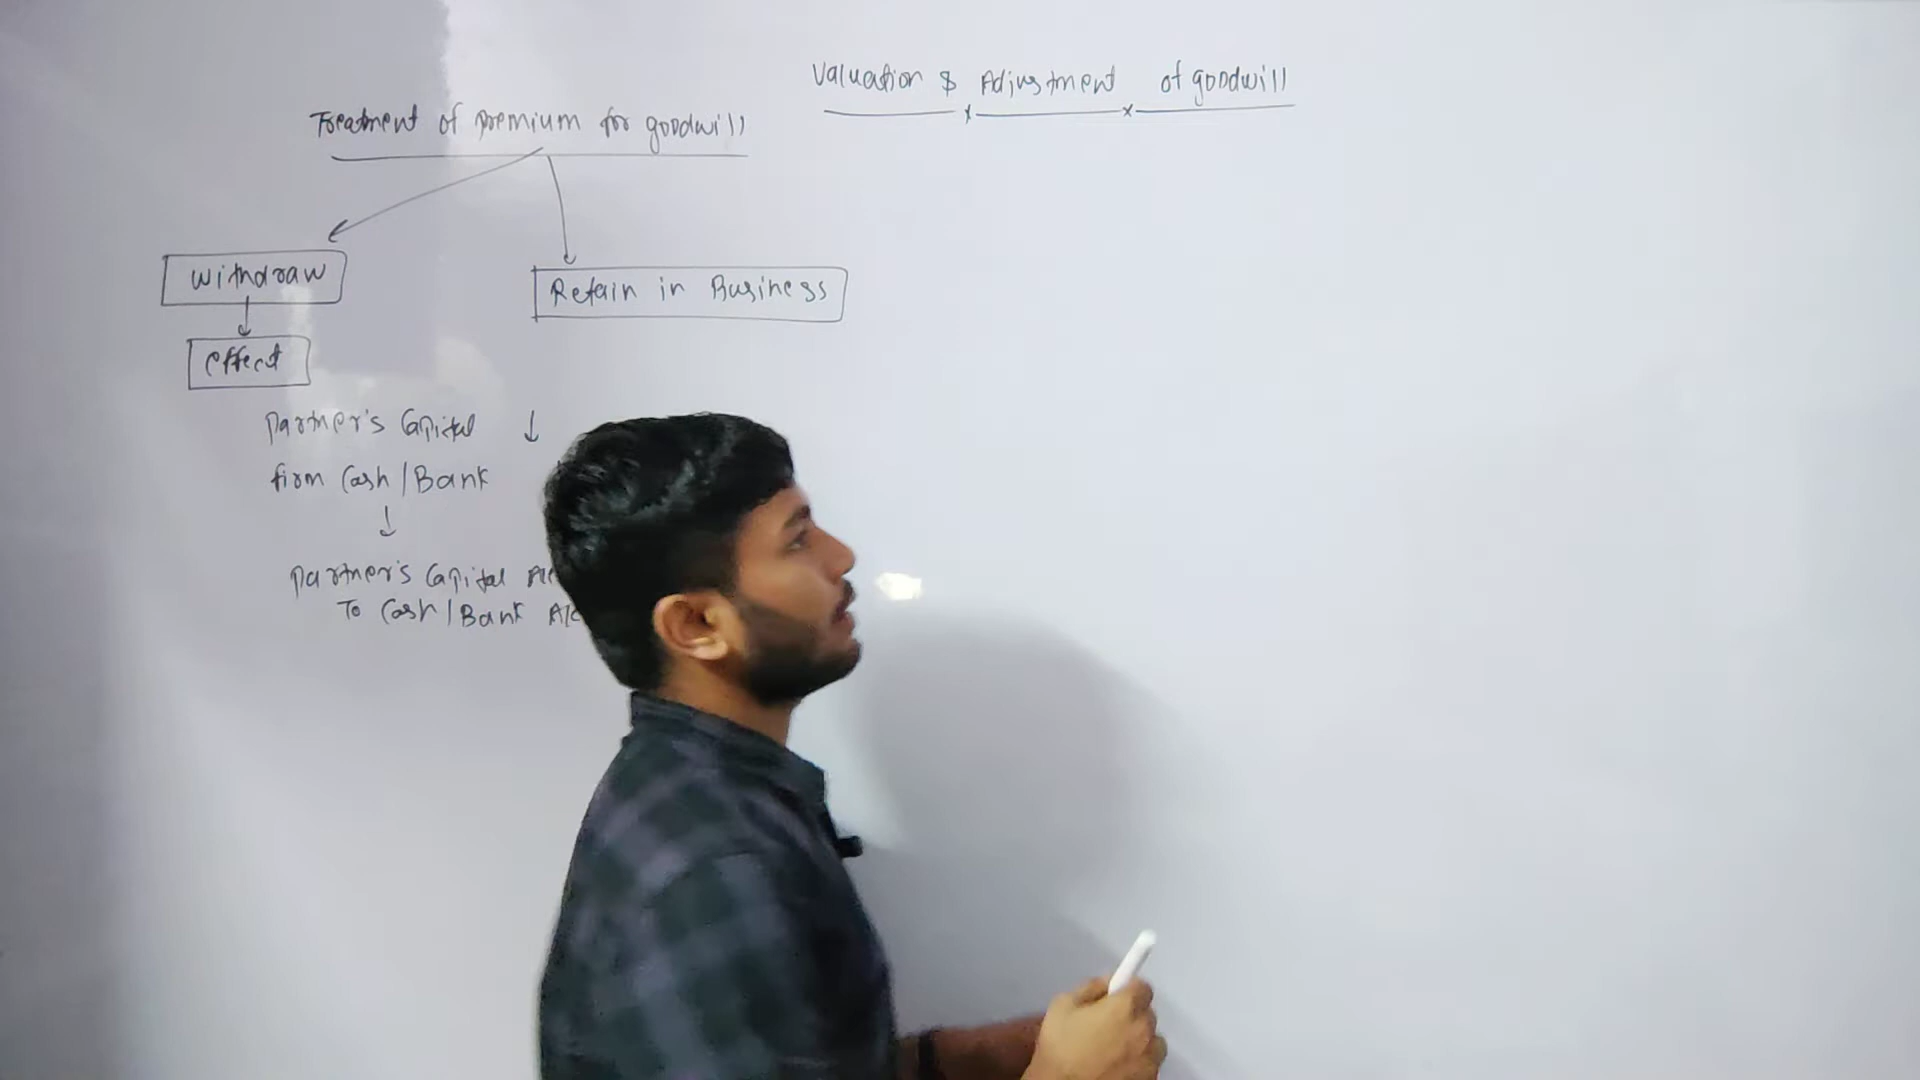 Valuation & Adjustment of goodwill
Treatment of premium for goodwill
Withdraw
Retain in Business
effect
Partner's Capital ↓
firm Cash/Bank
↓
Partner's Capital
To Cash/Bank A/c